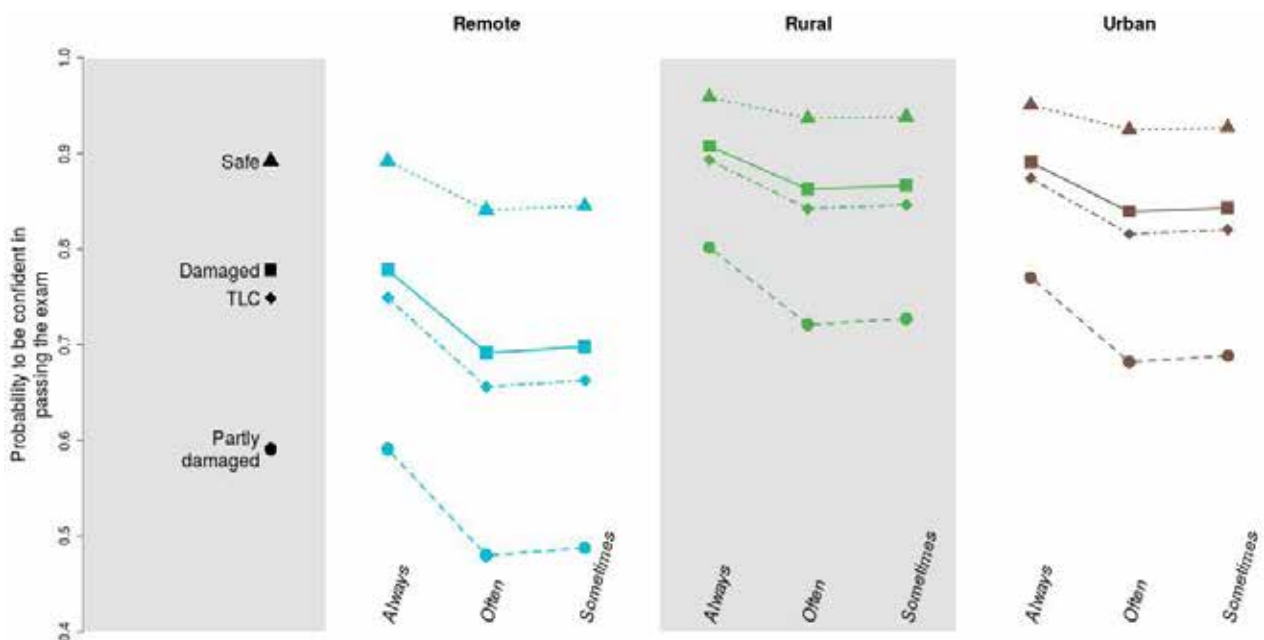 Remote
Rural
Urban
Probability to be confident in
passing the exam
1.0
0.9
0.8
0.7
0.6
0.5
0.4
Safe
Damaged
TLC
Partly
damaged
Always
Often
Sometimes
Always
Often
Sometimes
Always
Often
Sometimes